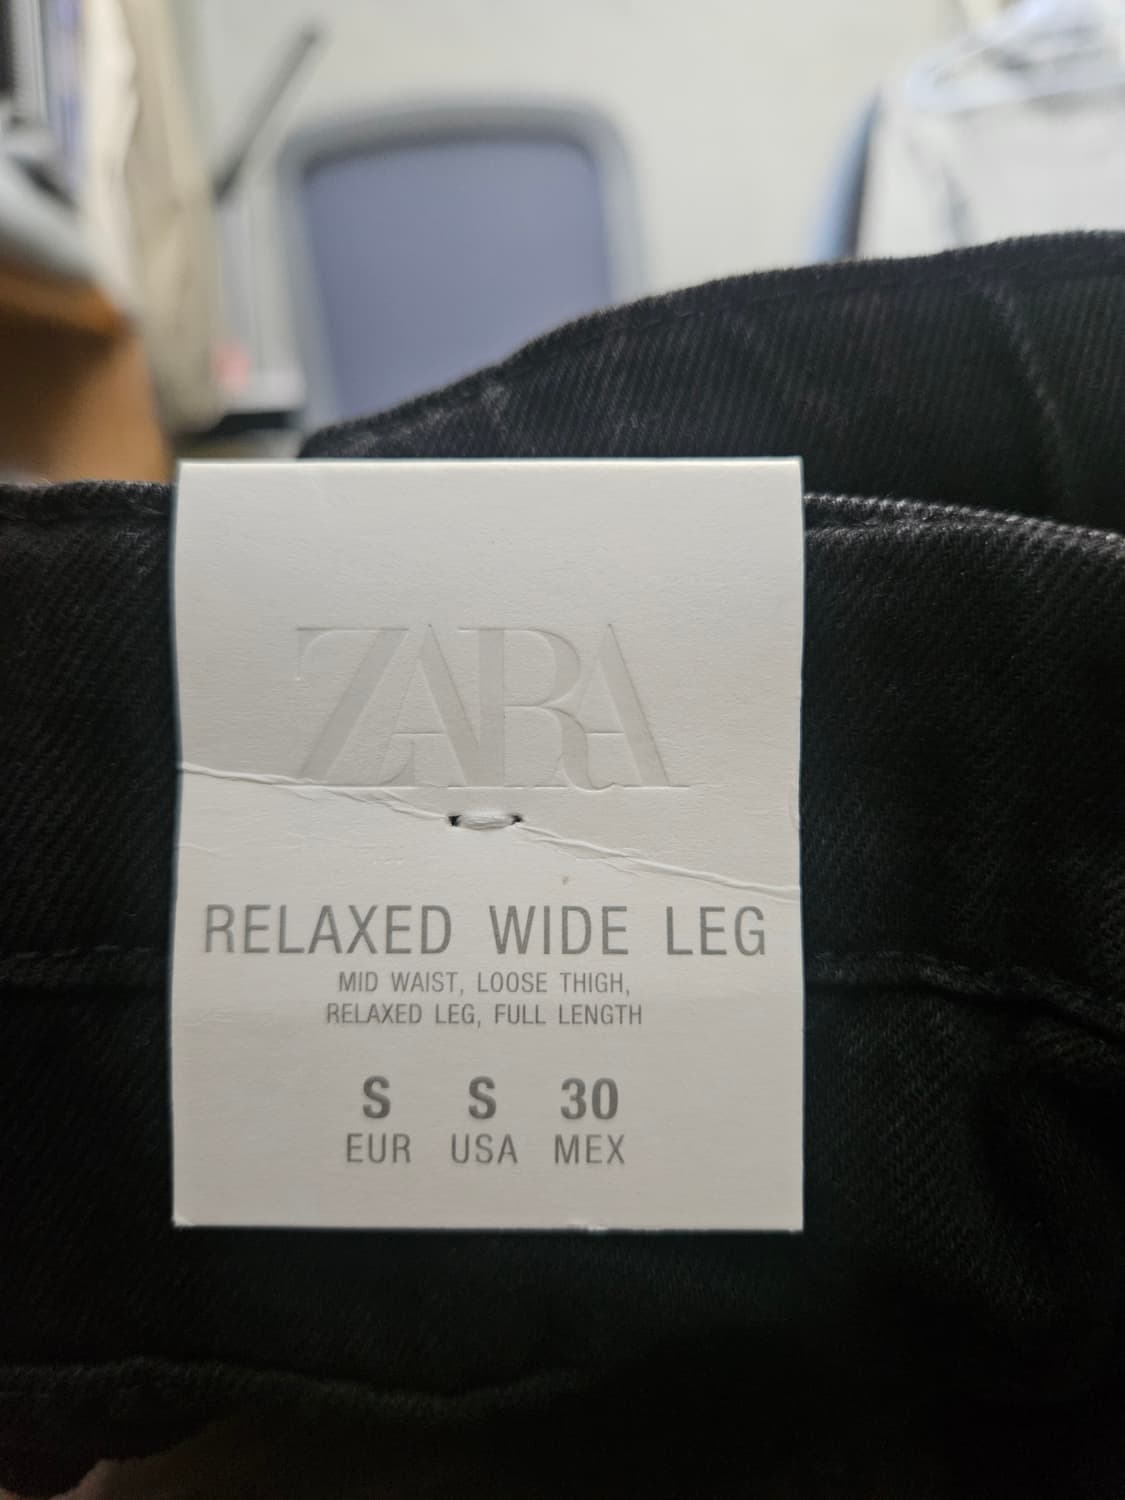 ZARA
RELAXED WIDE LEG
MID WAIST, LOOSE THIGH,
RELAXED LEG, FULL LENGTH
S S 30
EUR USA MEX